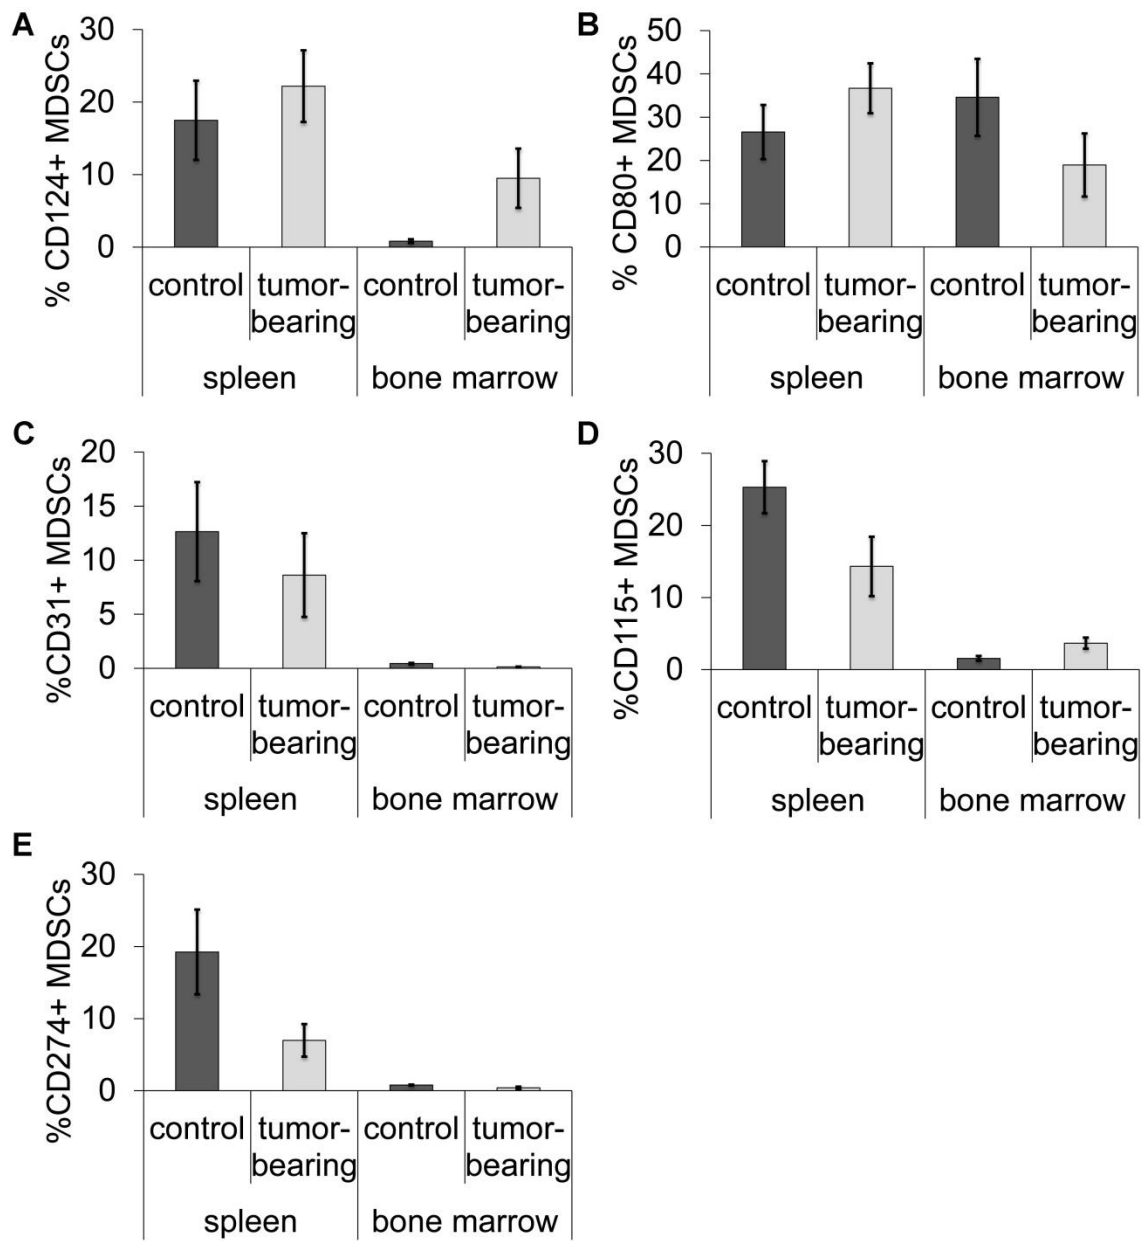 A
% CD124+ MDSCs
30
20
10
0
control
tumor-
bearing
control
tumor-
bearing
spleen
bone marrow
B
% CD80+ MDSCs
50
40
30
20
10
0
control
tumor-
bearing
control
tumor-
bearing
spleen
bone marrow
C
%CD31+ MDSCs
20
15
10
5
0
control
tumor-
bearing
control
tumor-
bearing
spleen
bone marrow
D
%CD115+ MDSCs
30
20
10
0
control
tumor-
bearing
control
tumor-
bearing
spleen
bone marrow
E
%CD274+ MDSCs
30
20
10
0
control
tumor-
bearing
control
tumor-
bearing
spleen
bone marrow